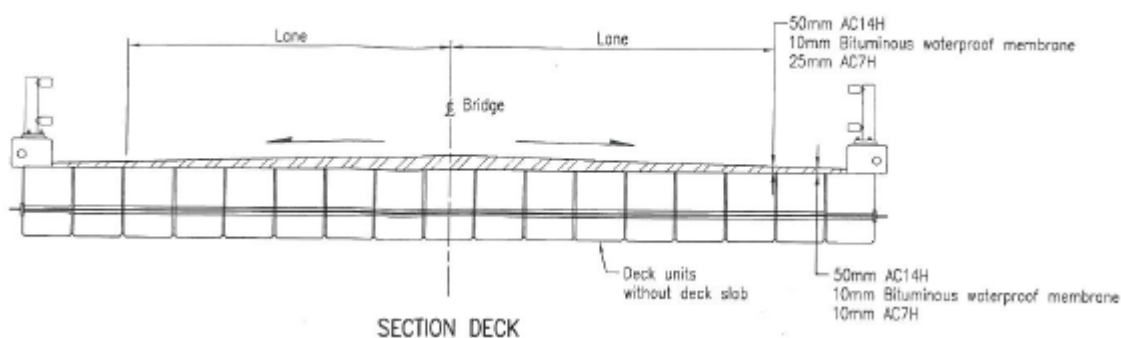 50mm AC14H
10mm Bituminous waterproof membrane
25mm AC7H
Lane
Lane
℄ Bridge
Deck units
without deck slab
50mm AC14H
10mm Bituminous waterproof membrane
10mm AC7H
SECTION DECK